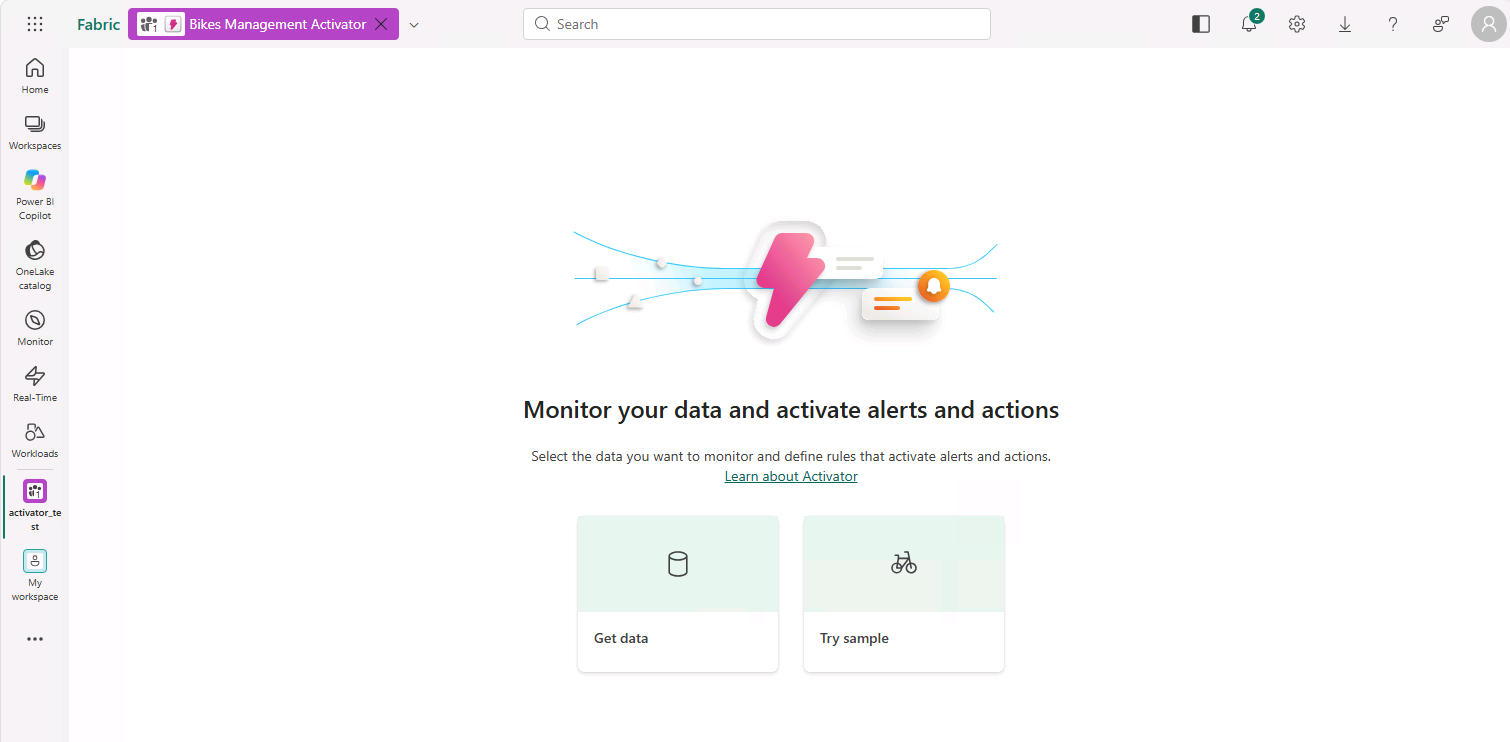 Fabric
1 Bikes Management Activator
Search
2
Home
Workspaces
Power BI
Copilot
OneLake
catalog
Monitor
Real-Time
Workloads
1
activator_te
st
My
workspace
Monitor your data and activate alerts and actions
Select the data you want to monitor and define rules that activate alerts and actions.
Learn about Activator
Get data
Try sample